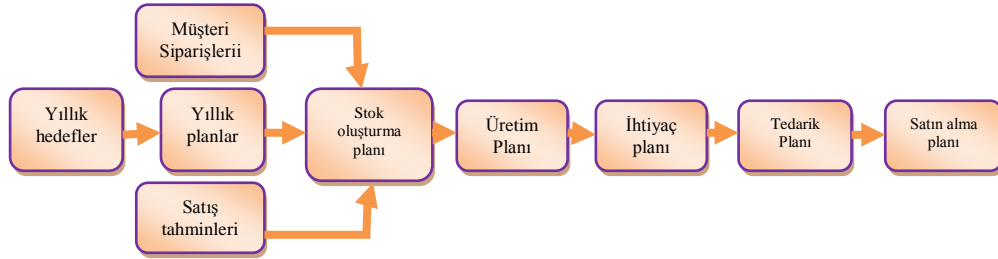 Müşteri
Siparişlerii
Yıllık
hedefler
Yıllık
planlar
Stok
oluşturma
planı
Üretim
Planı
İhtiyaç
planı
Tedarik
Planı
Satın alma
planı
Satış
tahminleri